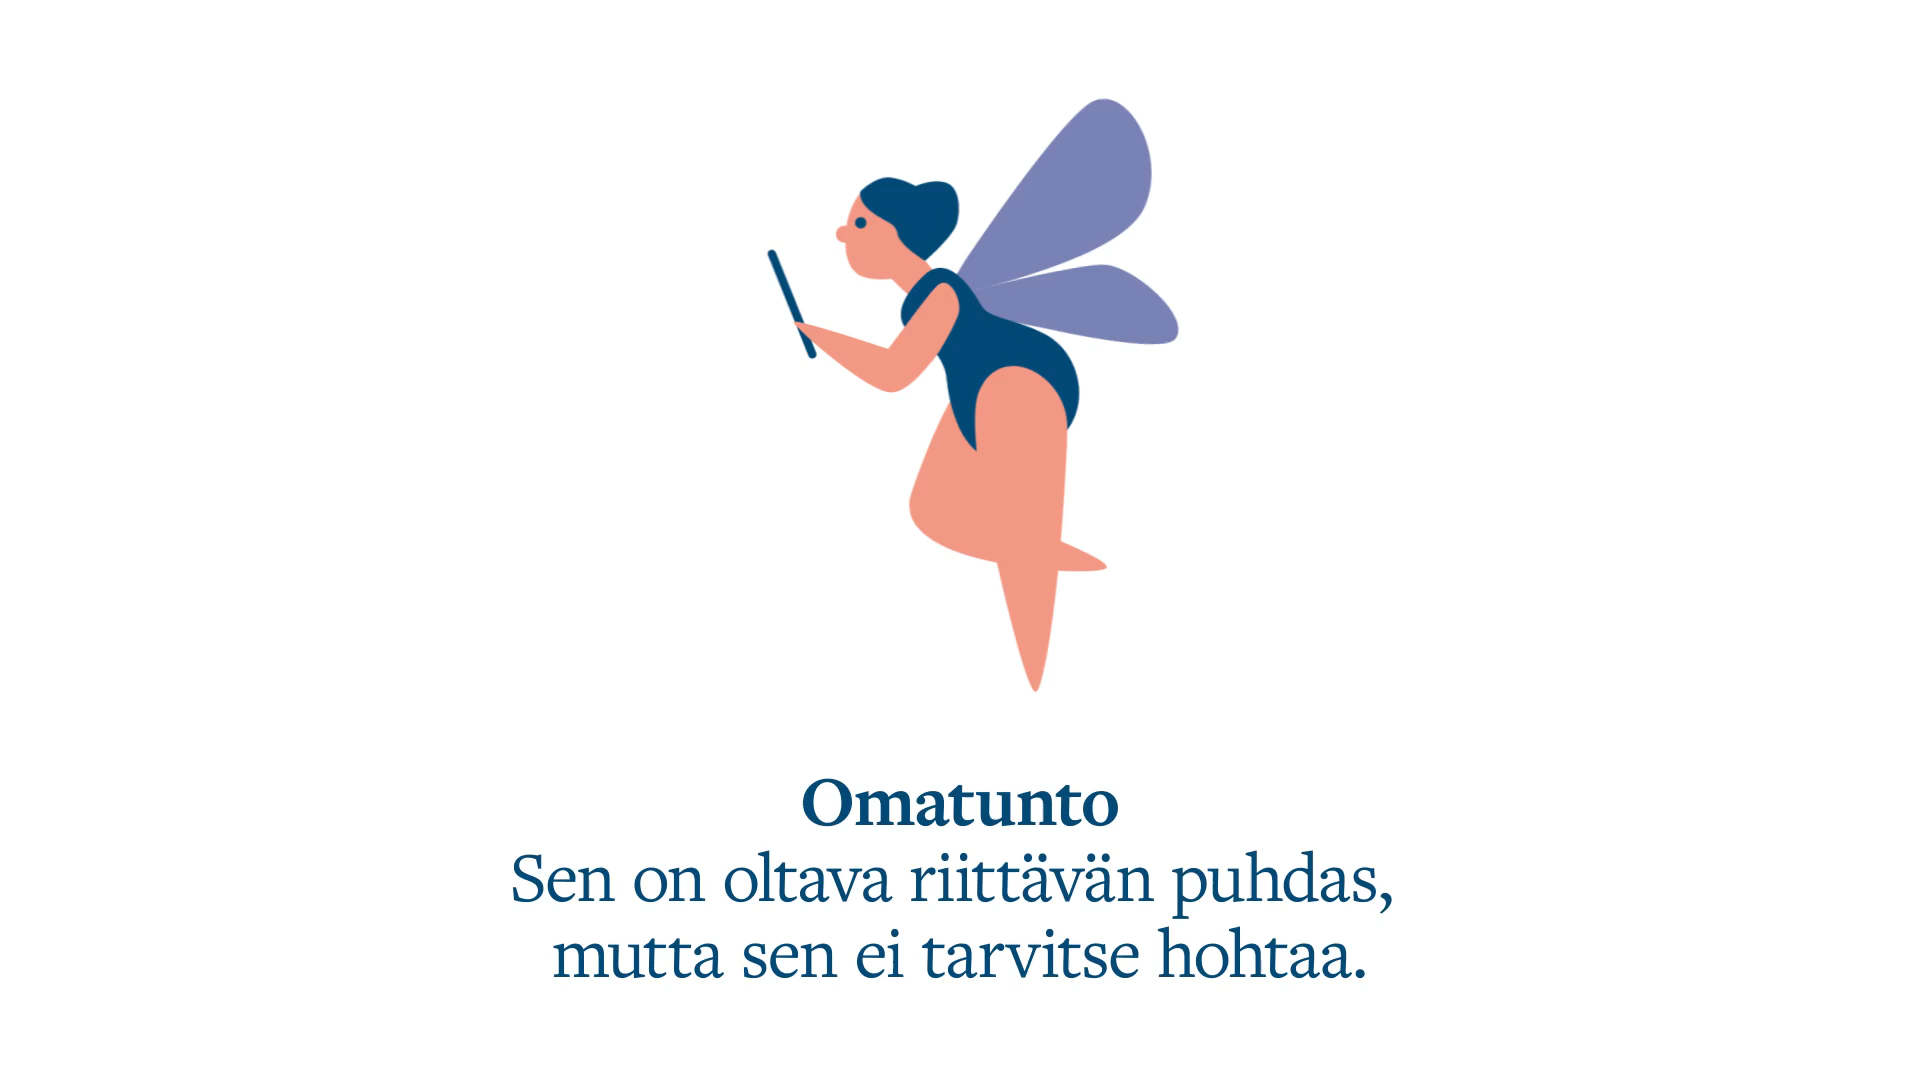 Omatunto
Sen on oltava riittävän puhdas,
mutta sen ei tarvitse hohtaa.